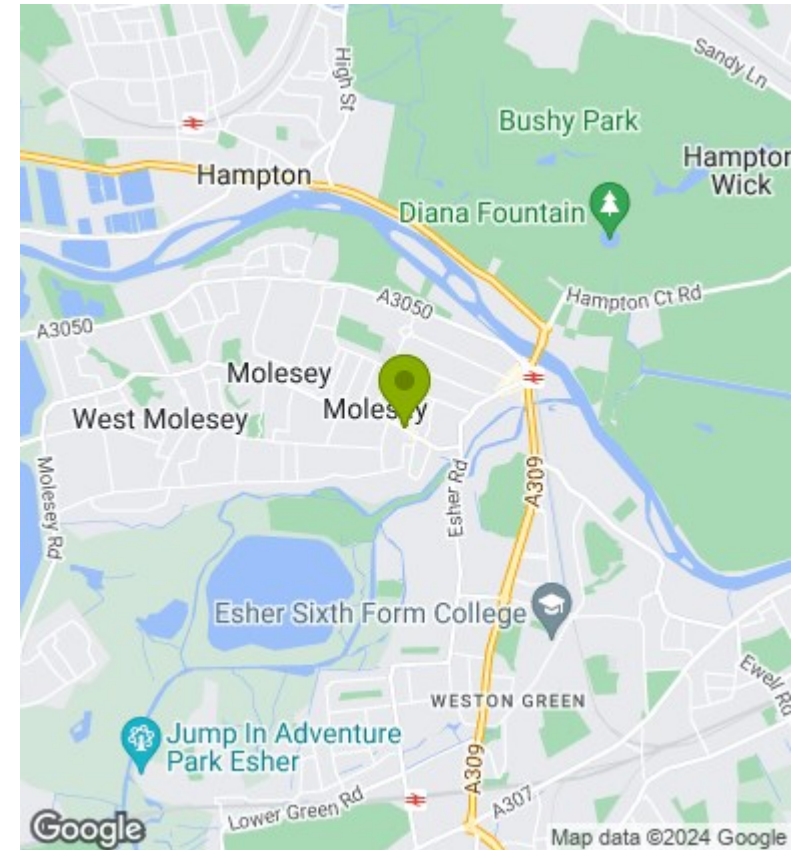 High St
Sandy Ln
Bushy Park
Hampton
Wick
Hampton
Diana Fountain
Hampton Ct Rd
A3050
A3050
Molesey
Molesey
West Molesey
Molesey Rd
Esher Rd
A309
Esher Sixth Form College
Ewell Rd
WESTON GREEN
Jump In Adventure
Park Esher
A309
Lower Green Rd
A307
Google
Map data ©2024 Google